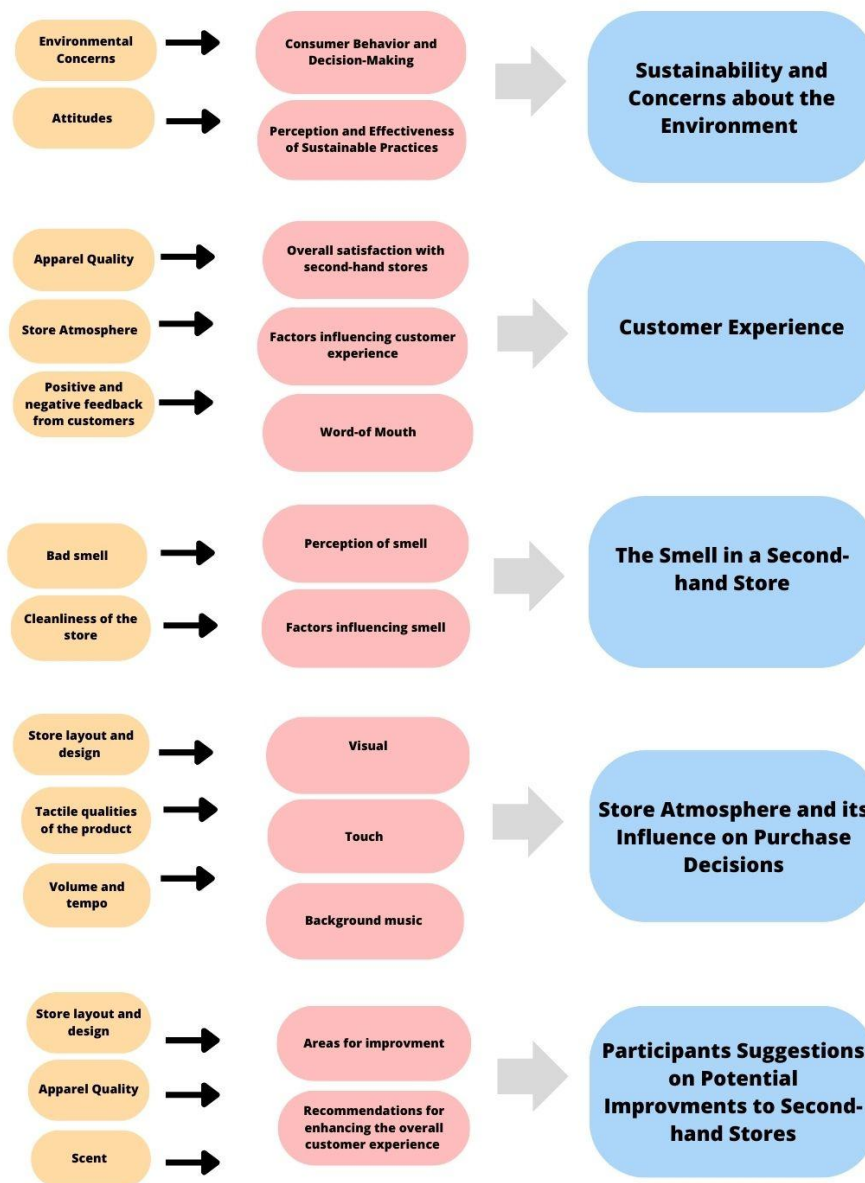 Environmental
Concerns
Consumer Behavior and
Decision-Making
Attitudes
Perception and Effectiveness
of Sustainable Practices
Sustainability and
Concerns about the
Environment
Apparel Quality
Overall satisfaction with
second-hand stores
Store Atmosphere
Factors influencing customer
experience
Positive and
negative feedback
from customers
Word-of Mouth
Customer Experience
Bad smell
Perception of smell
Cleanliness of the
store
Factors influencing smell
The Smell in a Second-
hand Store
Store layout and
design
Visual
Tactile qualities
of the product
Touch
Volume and
tempo
Background music
Store Atmosphere and its
Influence on Purchase
Decisions
Store layout and
design
Areas for improvment
Apparel Quality
Recommendations for
enhancing the overall
customer experience
Scent
Participants Suggestions
on Potential
Improvments to Second-
hand Stores